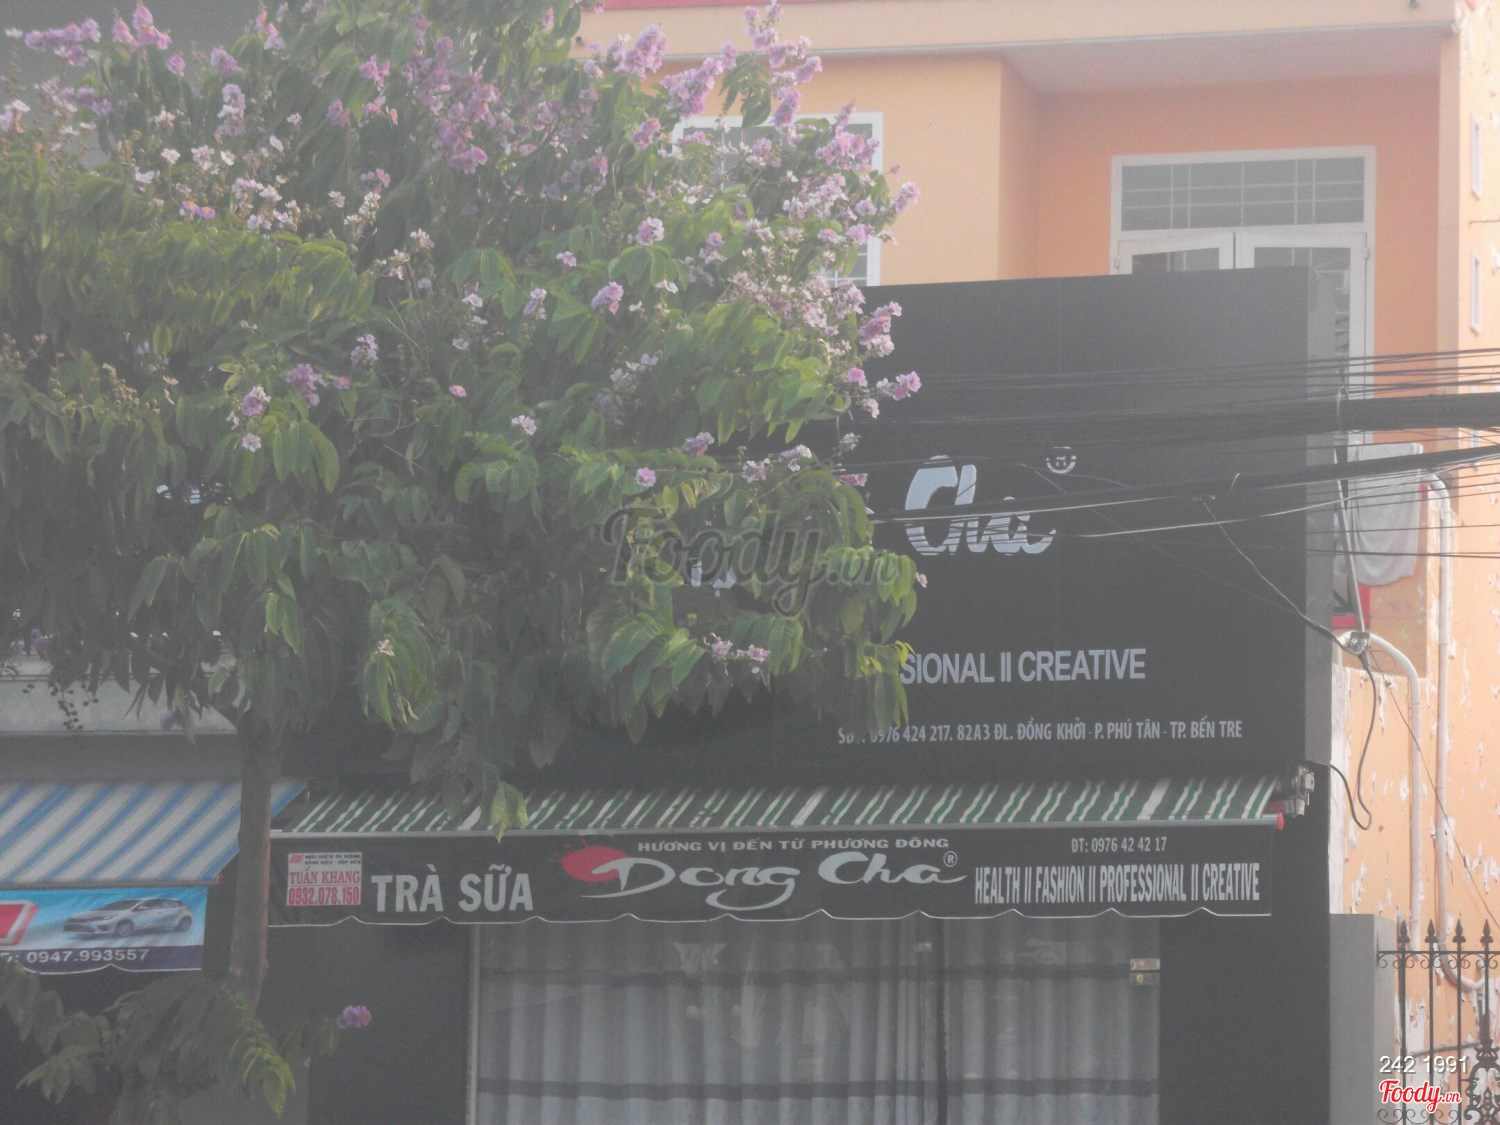 Cha
SIONAL II CREATIVE
0976 424 217. 82A3 ĐL. ĐỒNG KHỞI - P. PHÚ TÂN - TP. BẾN TRE
Foody.vn
HƯƠNG VỊ ĐẾN TỪ PHƯƠNG ĐÔNG
ĐT: 0976 42 42 17
TUẤN KHANG
0932.078.150
TRÀ SỮA
Dong Cha®
HEALTH II FASHION II PROFESSIONAL II CREATIVE
0947.993557
242 1991
Foody.vn